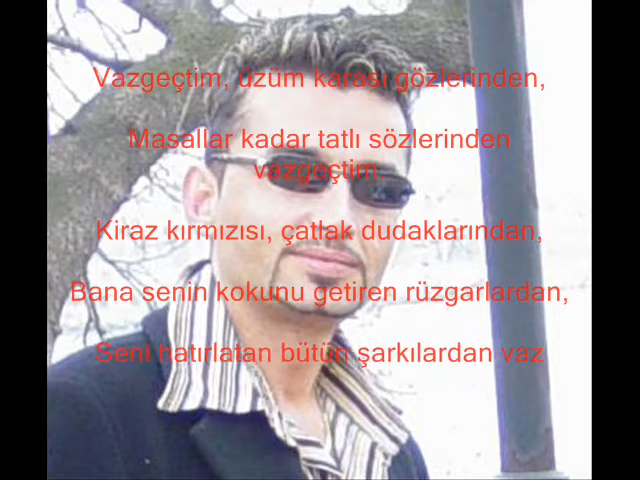 Vazgeçtim, üzüm karası gözlerinden,
Masallar kadar tatlı sözlerinden
vazgeçtim.
Kiraz kırmızısı, çatlak dudaklarından,
Bana senin kokunu getiren rüzgarlardan,
Seni hatırlatan bütün şarkılardan vaz